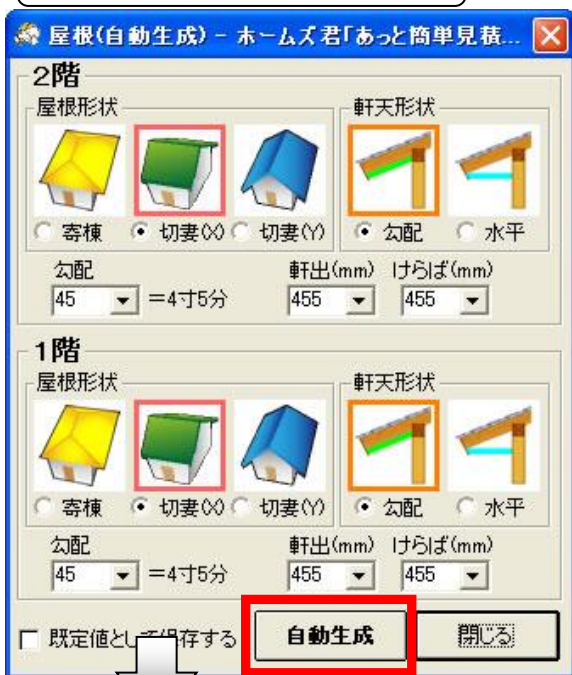 屋根(自動生成) - ホームズ君「あっと簡単見積...
2階
屋根形状
軒天形状
寄棟 切妻(X) 切妻(Y) 勾配 水平
勾配 軒出(mm) けらば(mm)
45 =4寸5分 455 455
1階
屋根形状
軒天形状
寄棟 切妻(X) 切妻(Y) 勾配 水平
勾配 軒出(mm) けらば(mm)
45 =4寸5分 455 455
既定値として保存する 自動生成 閉じる